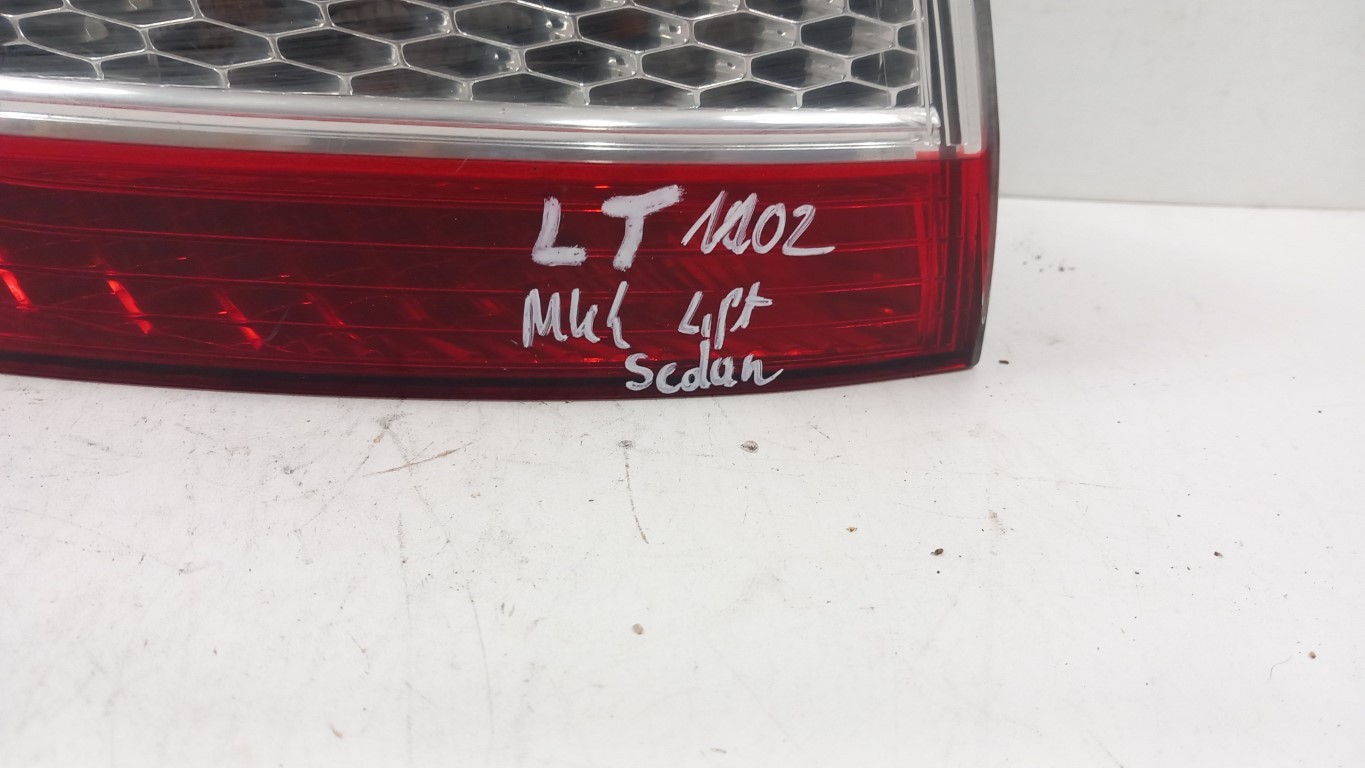 LT 1102
Mk4 Lift
Sedan